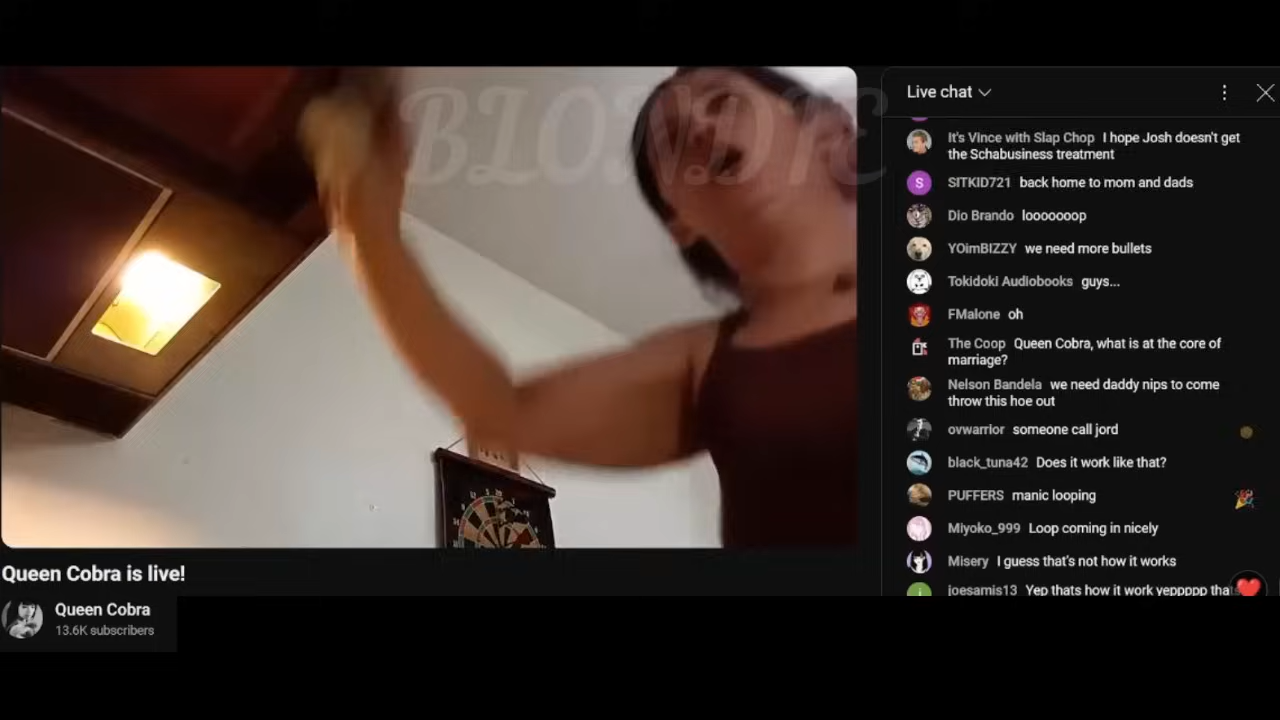 BLONDIE
Live chat
It's Vince with Slap Chop I hope Josh doesn't get
the Schabusiness treatment
S
SITKID721 back home to mom and dads
Dio Brando looooooop
YOimBIZZY we need more bullets
Tokidoki Audiobooks guys...
FMalone oh
The Coop Queen Cobra, what is at the core of
marriage?
Nelson Bandela we need daddy nips to come
throw this hoe out
ovwarrior someone call jord
black_tuna42 Does it work like that?
PUFFERS manic looping
Miyoko_999 Loop coming in nicely
Misery I guess that's not how it works
joesamis13 Yep thats how it work yeppppp
Queen Cobra is live!
Queen Cobra
13.6K subscribers